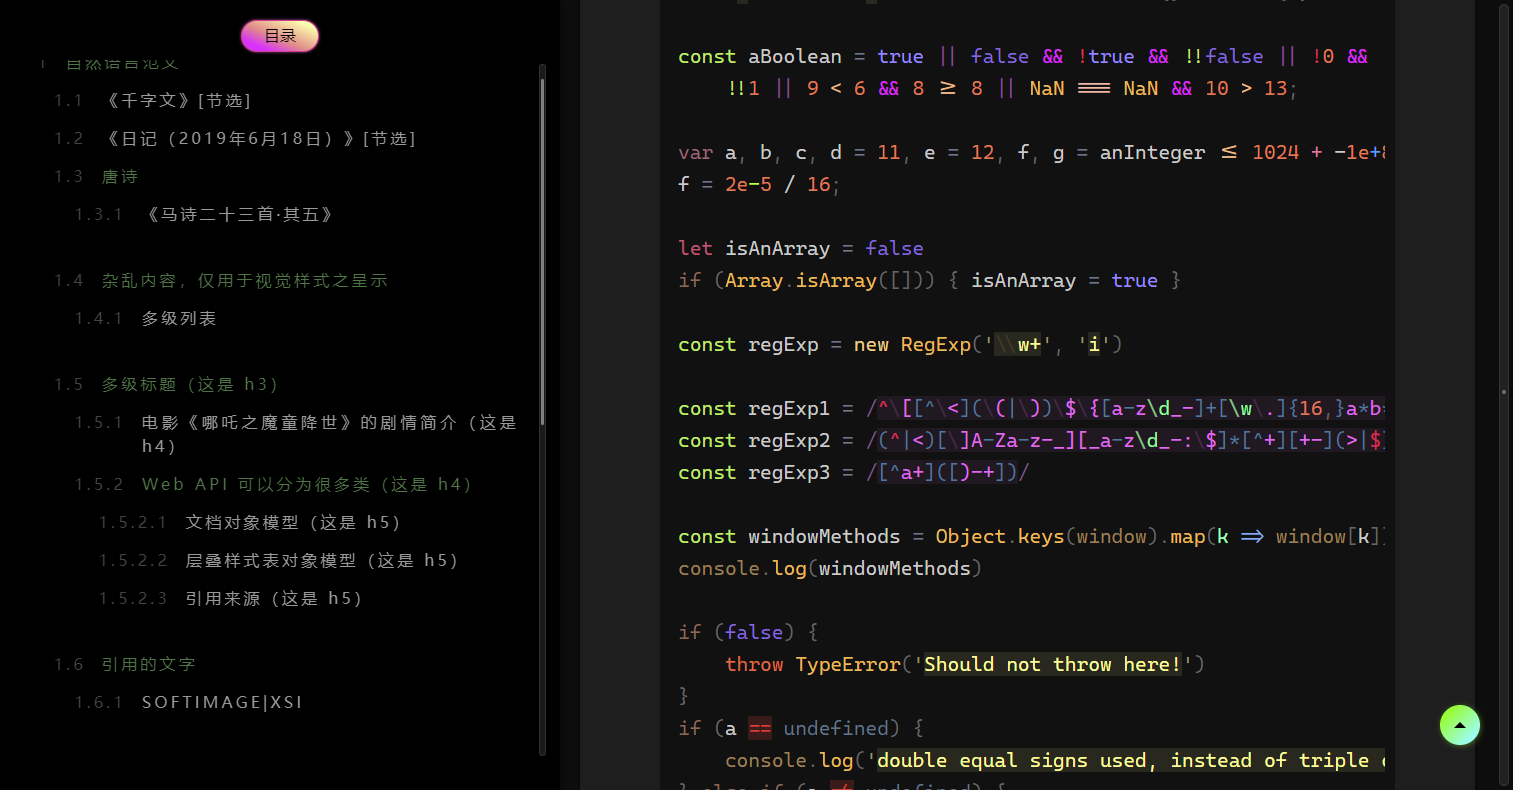 目录
1 自然语言范文
1.1 《千字文》[节选]
1.2 《日记（2019年6月18日）》[节选]
1.3 唐诗
1.3.1 《马诗二十三首·其五》
1.4 杂乱内容，仅用于视觉样式之呈示
1.4.1 多级列表
1.5 多级标题（这是 h3）
1.5.1 电影《哪吒之魔童降世》的剧情简介（这是
h4）
1.5.2 Web API 可以分为很多类（这是 h4）
1.5.2.1 文档对象模型（这是 h5）
1.5.2.2 层叠样式表对象模型（这是 h5）
1.5.2.3 引用来源（这是 h5）
1.6 引用的文字
1.6.1 SOFTIMAGE|XSI
const aBoolean = true || false && !true && !!false || !0 &&
!!1 || 9 < 6 && 8 ≥ 8 || NaN === NaN && 10 > 13;
var a, b, c, d = 11, e = 12, f, g = anInteger ≤ 1024 + -1e+8
f = 2e-5 / 16;
let isAnArray = false
if (Array.isArray([])) { isAnArray = true }
const regExp = new RegExp('\\w+', 'i')
const regExp1 = /^\[[^\<](\(|\))\$\{[a-z\d_-]+[\w\.]{16,}a*b
const regExp2 = /(^|<)[\]A-Za-z-_][_a-z\d_-:\$]*[^+][+-](>|$
const regExp3 = /[^a+]([)-+])/
const windowMethods = Object.keys(window).map(k => window[k]
console.log(windowMethods)
if (false) {
throw TypeError('Should not throw here!')
}
if (a == undefined) {
console.log('double equal signs used, instead of triple
} else if (a ≠ undefined) {